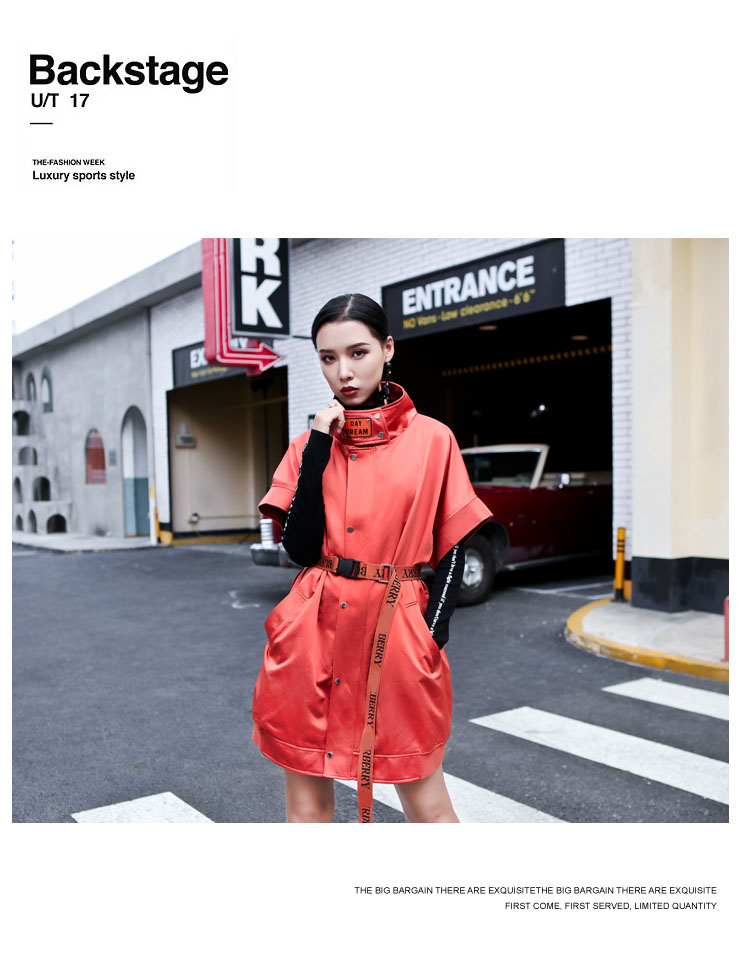 Backstage
U/T 17
THE-FASHION WEEK
Luxury sports style
RK
ENTRANCE
NO Vans - Low clearance - 6'6"
DAY
DREAM
BERRY
BERRY
BERRY
RBERRY
THE BIG BARGAIN THERE ARE EXQUISITETHE BIG BARGAIN THERE ARE EXQUISITE
FIRST COME, FIRST SERVED, LIMITED QUANTITY